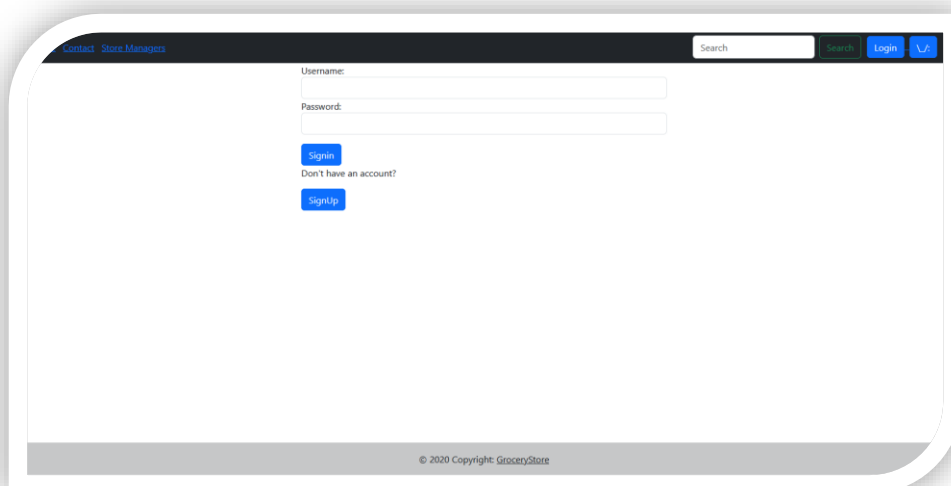 Contact Store Managers Search Search Login \_/:
Username:
Password:
Signin
Don't have an account?
SignUp
© 2020 Copyright: GroceryStore